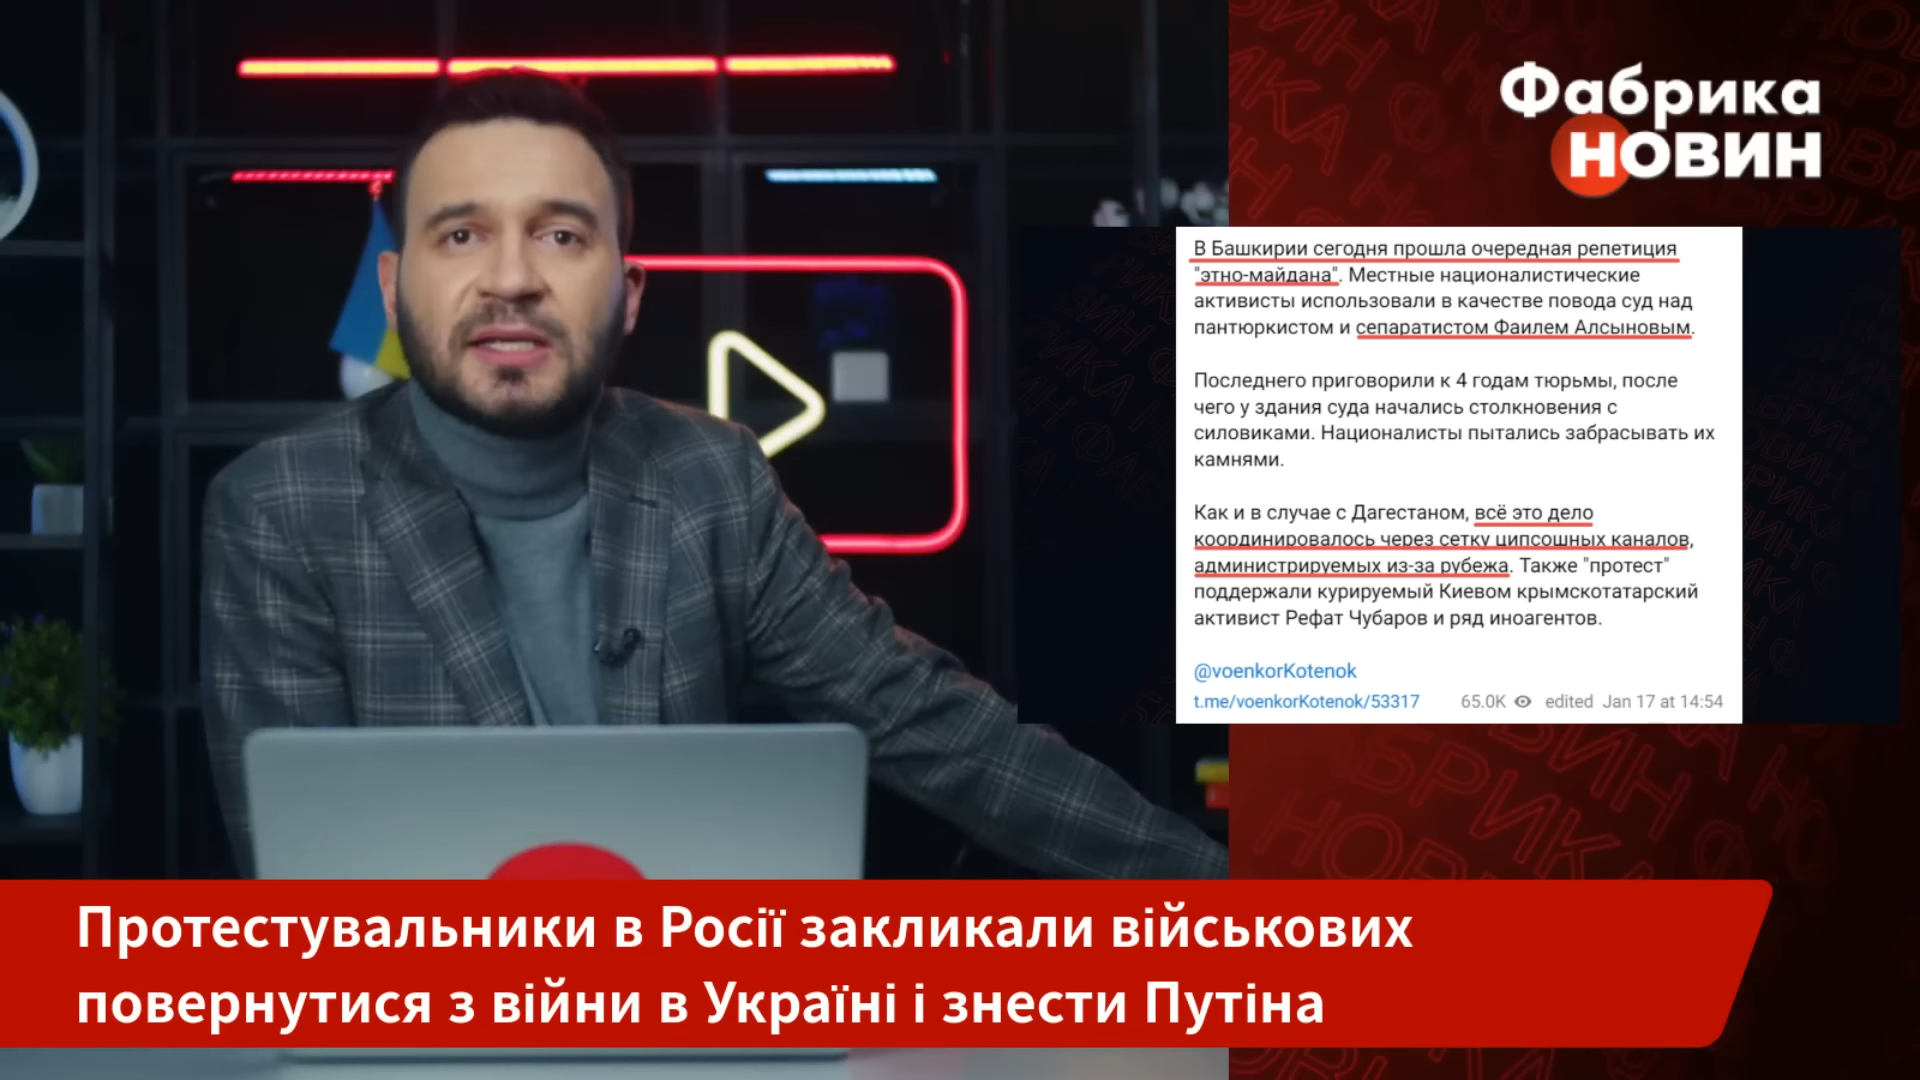 Фабрика
НОВИН
В Башкирии сегодня прошла очередная репетиция
"этно-майдана". Местные националистические
активисты использовали в качестве повода суд над
пантюркистом и сепаратистом Фаилем Алсыновым.
Последнего приговорили к 4 годам тюрьмы, после
чего у здания суда начались столкновения с
силовиками. Националисты пытались забрасывать их
камнями.
Как и в случае с Дагестаном, всё это дело
координировалось через сетку ципсошных каналов,
администрируемых из-за рубежа. Также "протест"
поддержали курируемый Киевом крымскотатарский
активист Рефат Чубаров и ряд иноагентов.
@voenkorKotenok
t.me/voenkorKotenok/53317 65.0K edited Jan 17 at 14:54
Протестувальники в Росії закликали військових
повернутися з війни в Україні і знести Путіна